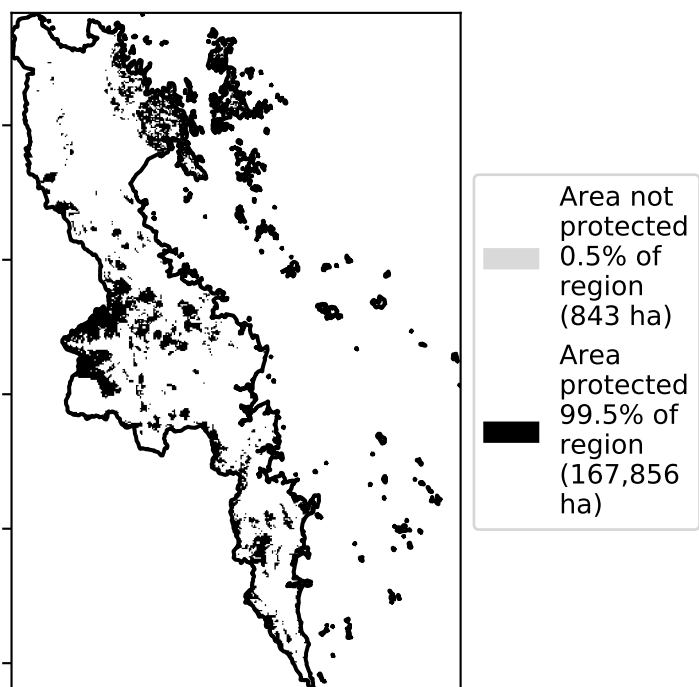 Area not
protected
0.5% of
region
(843 ha)
Area
protected
99.5% of
region
(167,856
ha)